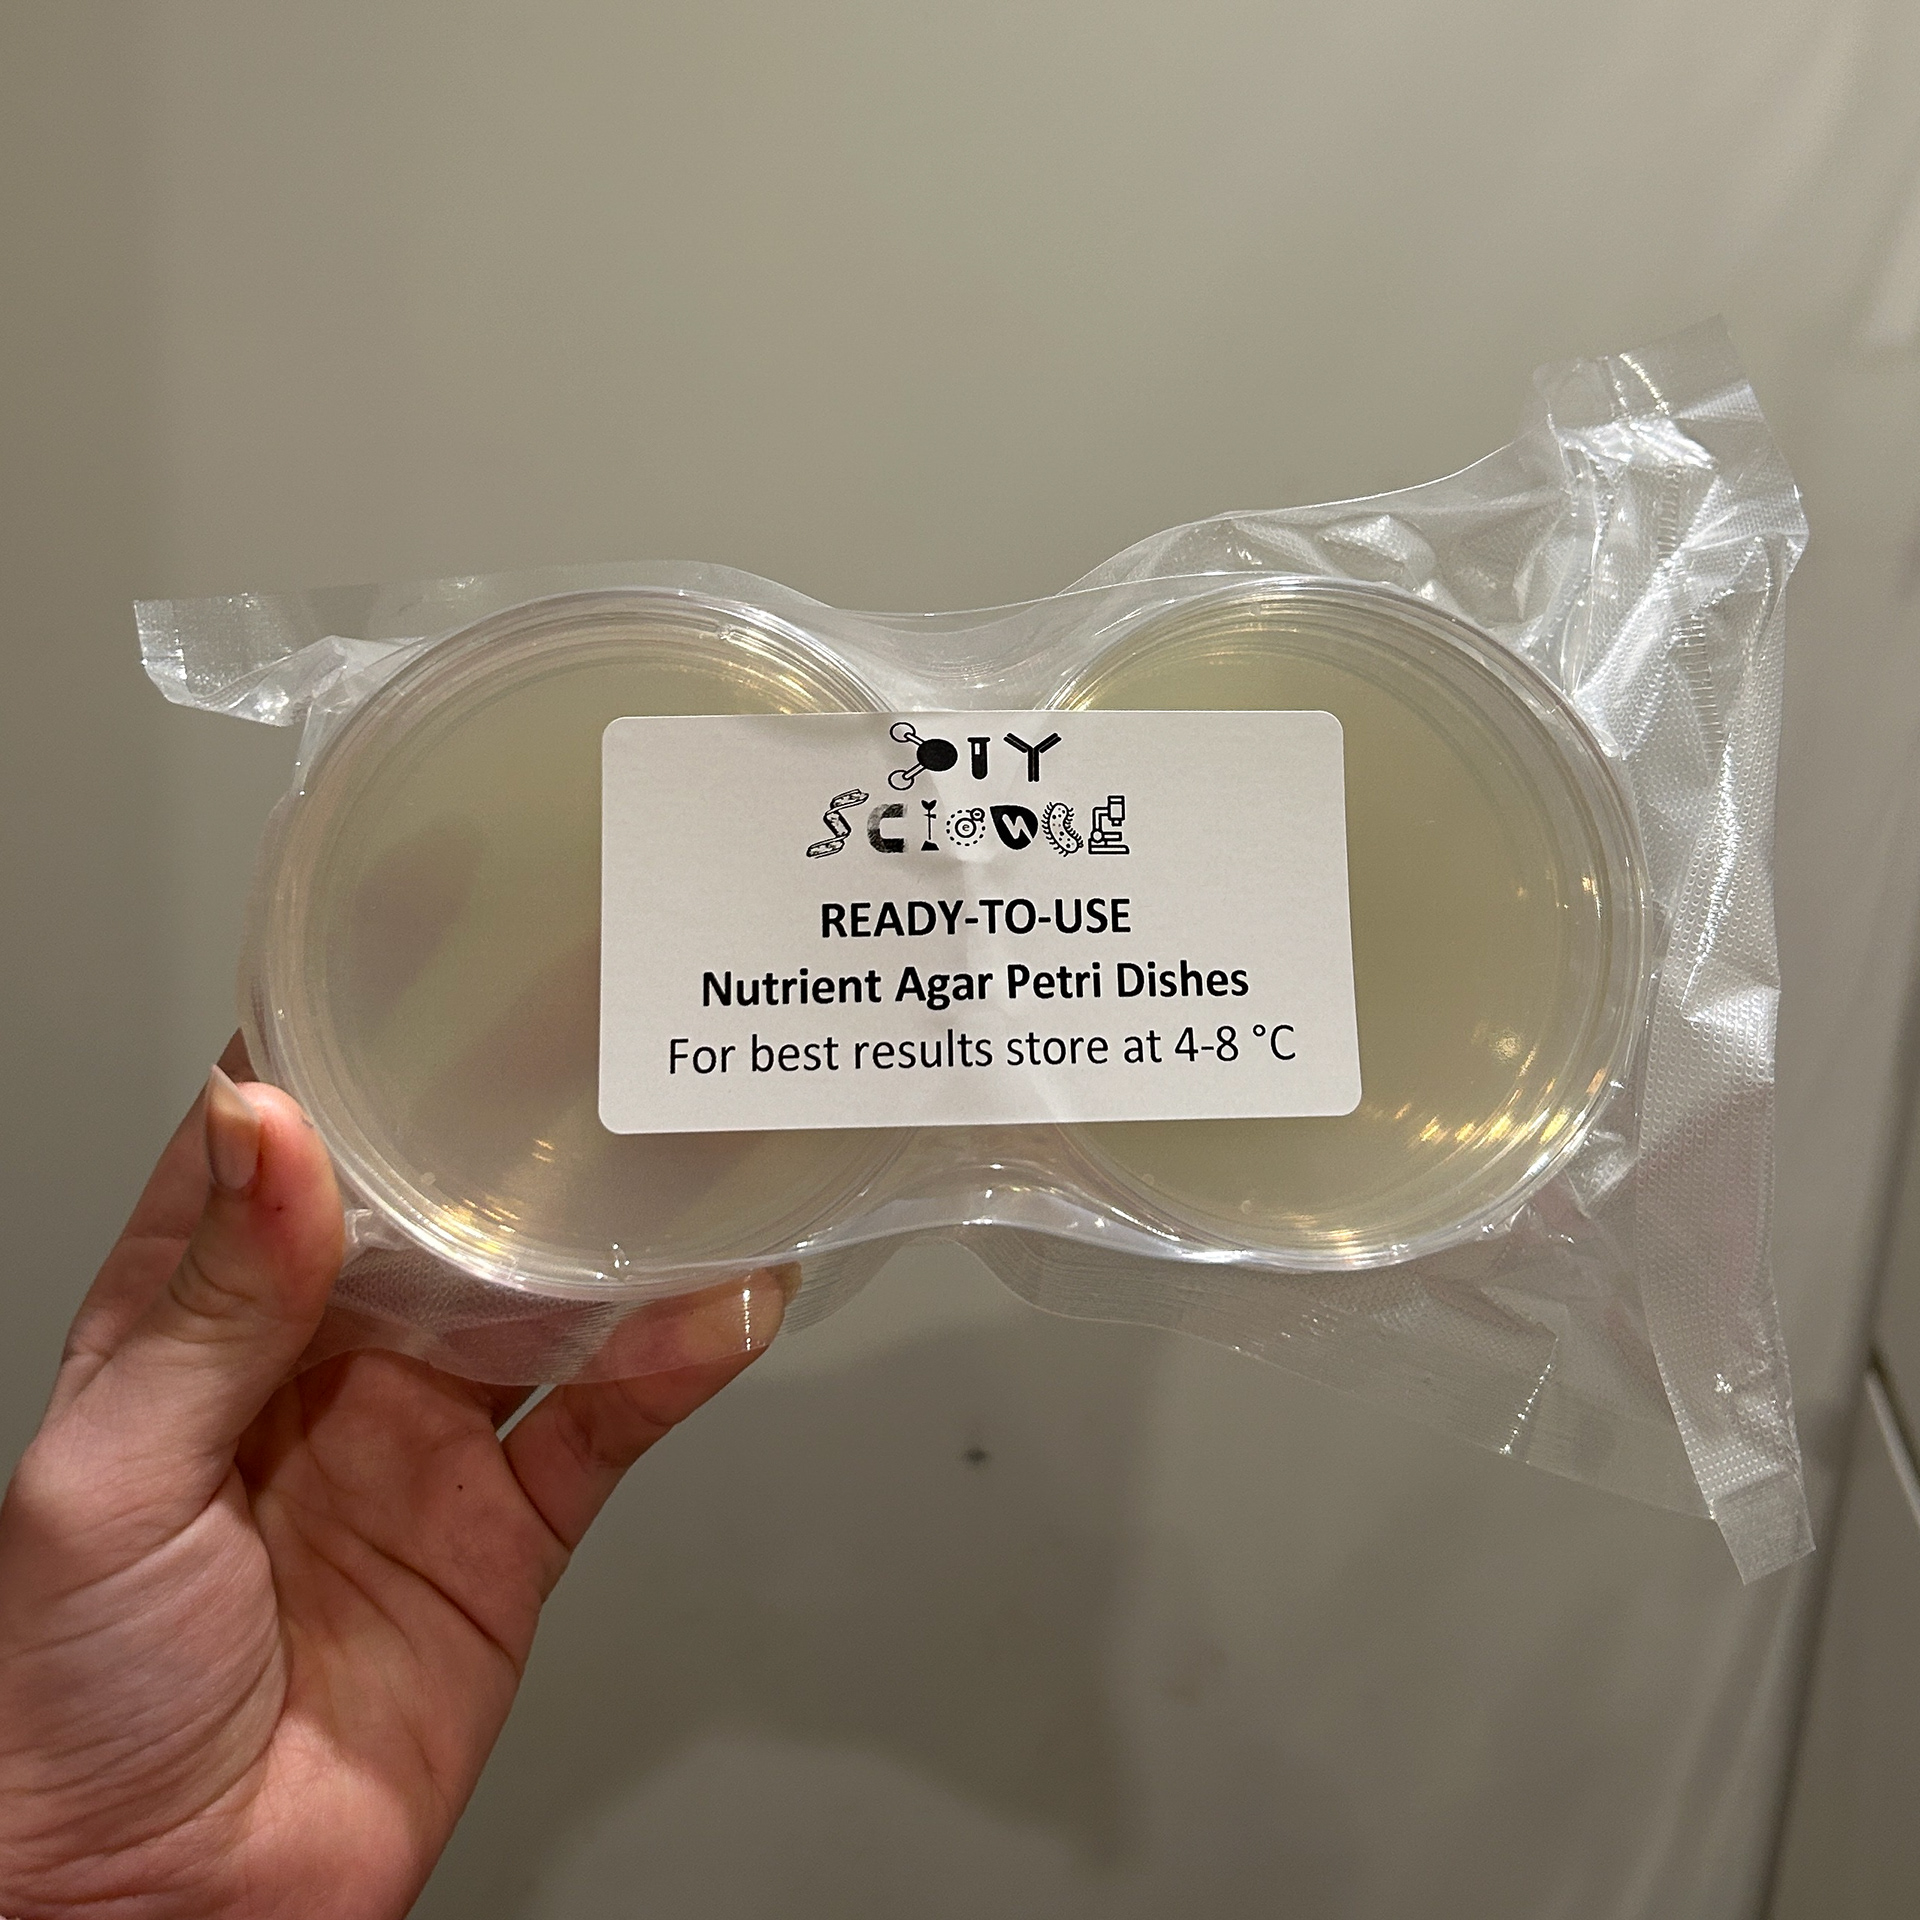 DIY
SCIENCE
READY-TO-USE
Nutrient Agar Petri Dishes
For best results store at 4-8 °C